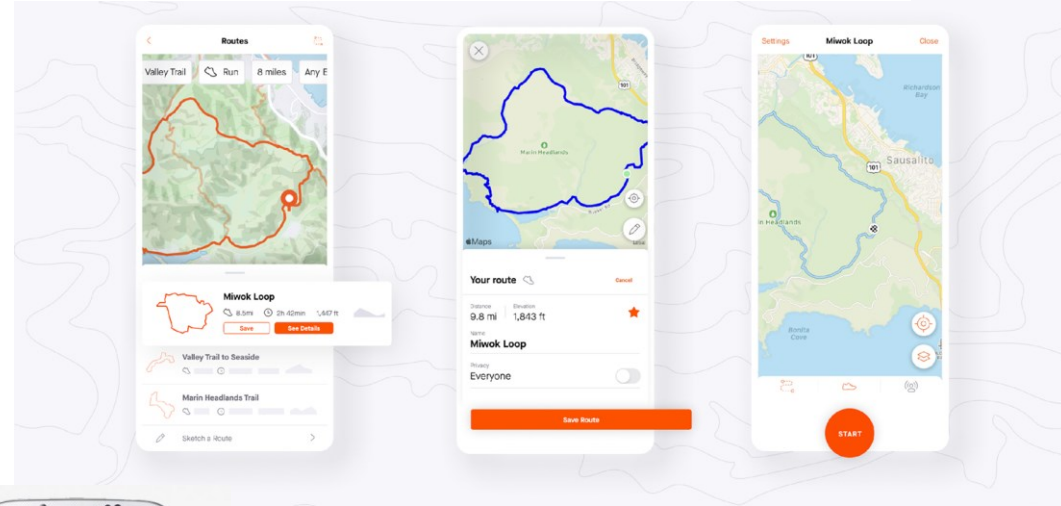 Routes
Valley Trail
Run
8 miles
Any E
Miwok Loop
8.5mi
2h 42min
1,447 ft
Save
See Details
Valley Trail to Seaside
Marin Headlands Trail
Sketch a Route
101
Marin Headlands
Maps
Your route
Cancel
Distance
Elevation
9.8 mi
1,843 ft
Name
Miwok Loop
Privacy
Everyone
Save Route
Settings
Miwok Loop
Close
101
Richardson
Bay
Sausalito
101
in Headlands
Bonita
Cove
START